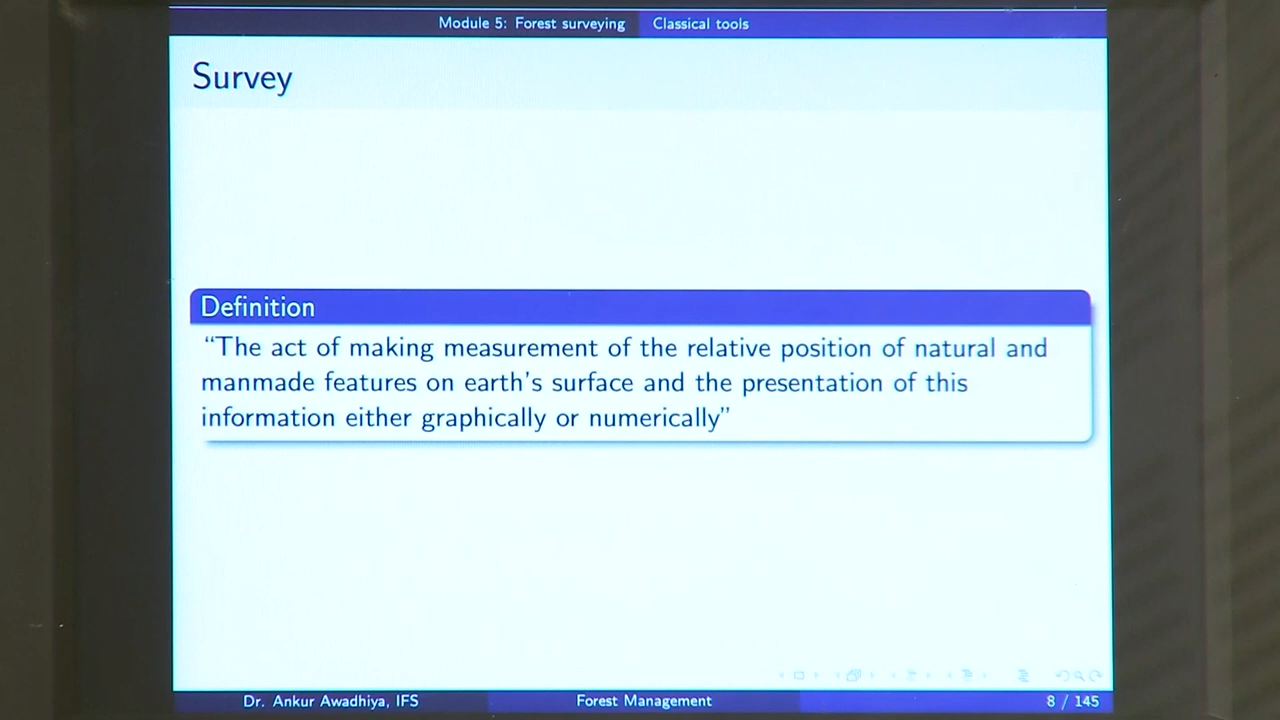 Module 5: Forest surveying Classical tools
Survey
Definition
“The act of making measurement of the relative position of natural and
manmade features on earth's surface and the presentation of this
information either graphically or numerically”
Dr. Ankur Awadhiya, IFS Forest Management 8 / 145